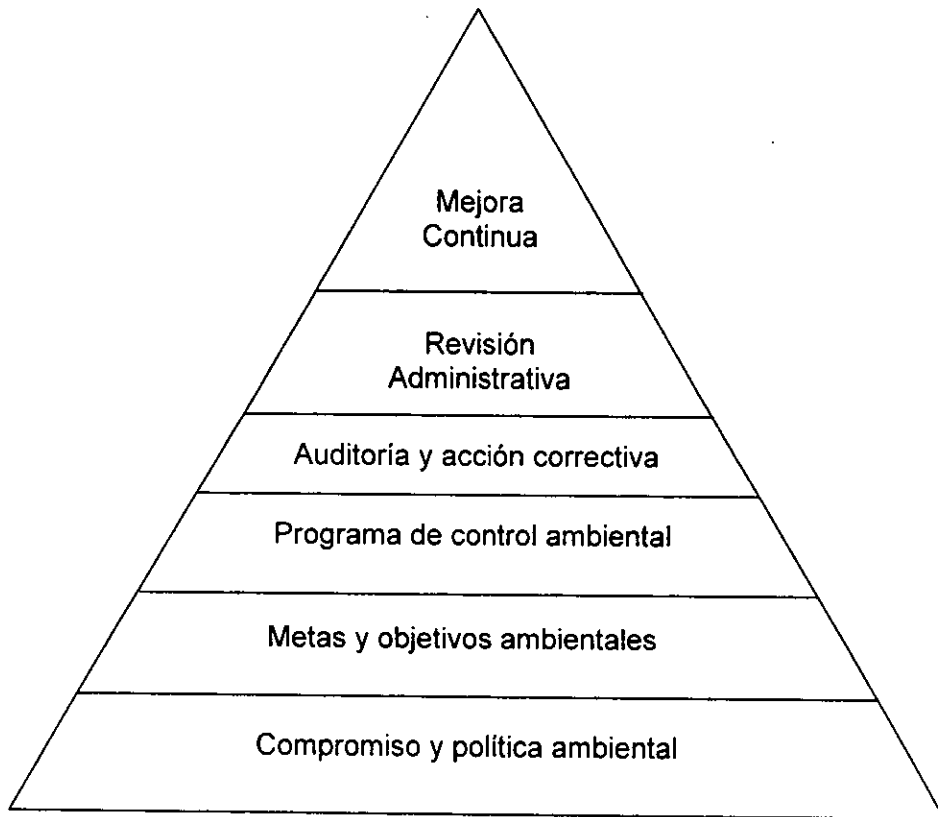 Mejora
Continua
Revisión
Administrativa
Auditoría y acción correctiva
Programa de control ambiental
Metas y objetivos ambientales
Compromiso y política ambiental